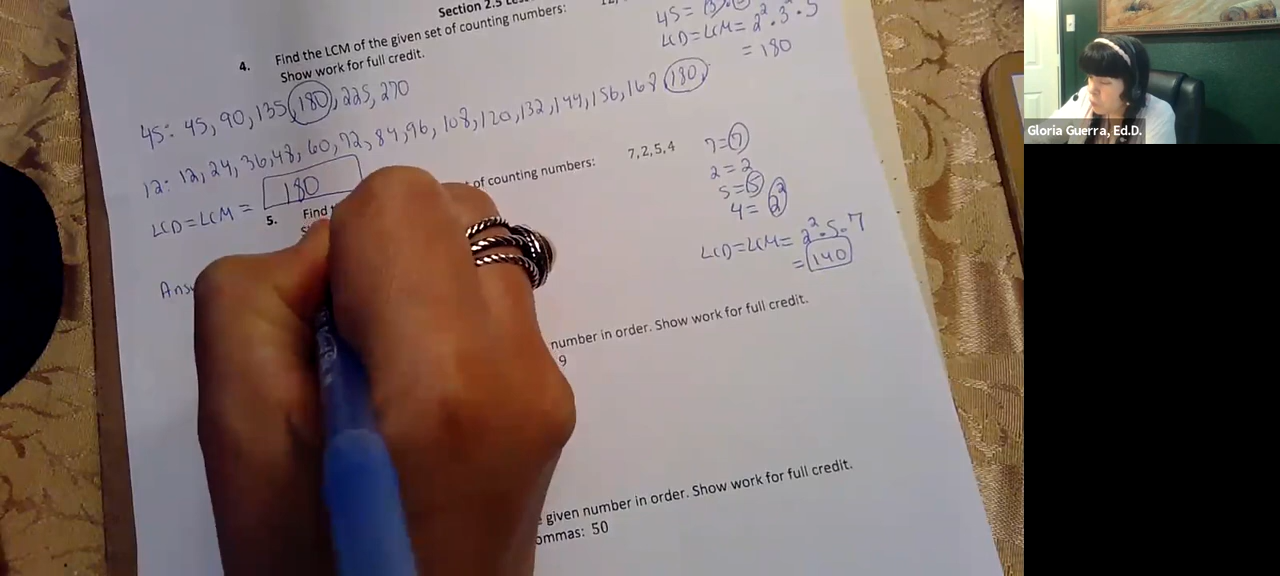 Section 2.5
4. Find the LCM of the given set of counting numbers:
Show work for full credit.
45 =
LCD=LCM= 2² · 3² · 5
= 180
45: 45, 90, 135, 180, 225, 270
12: 12, 24, 36, 48, 60, 72, 84, 96, 108, 120, 132, 144, 156, 168, 180,
LCD=LCM = 180
5. Find
of counting numbers: 7,2,5,4
7=7
2=2
5=5
4=2²
LCD=LCM= 2²·5·7
=140
number in order. Show work for full credit.
9
given number in order. Show work for full credit.
ommas: 50
Gloria Guerra, Ed.D.